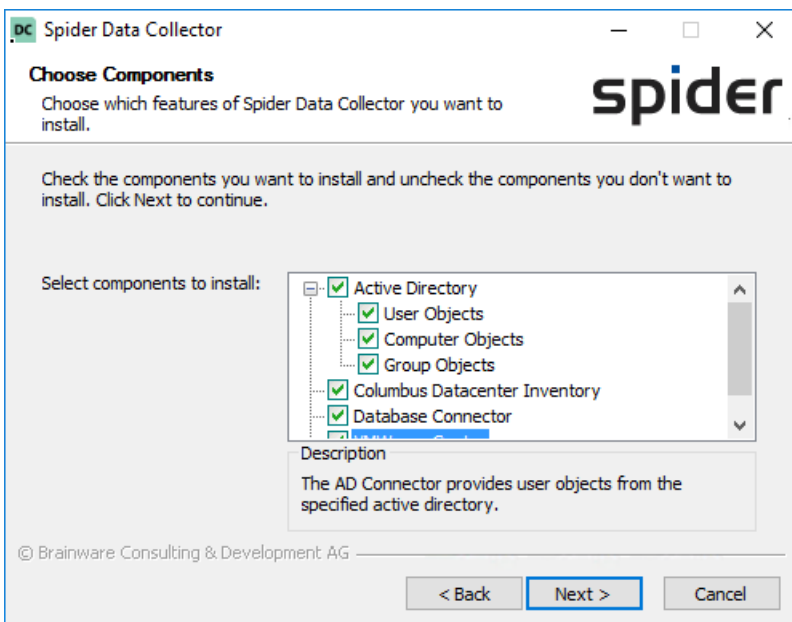 DC Spider Data Collector
Choose Components
Choose which features of Spider Data Collector you want to
install.
spider
Check the components you want to install and uncheck the components you don't want to
install. Click Next to continue.
Select components to install:
Active Directory
User Objects
Computer Objects
Group Objects
Columbus Datacenter Inventory
Database Connector
Description
The AD Connector provides user objects from the
specified active directory.
© Brainware Consulting & Development AG
< Back
Next >
Cancel